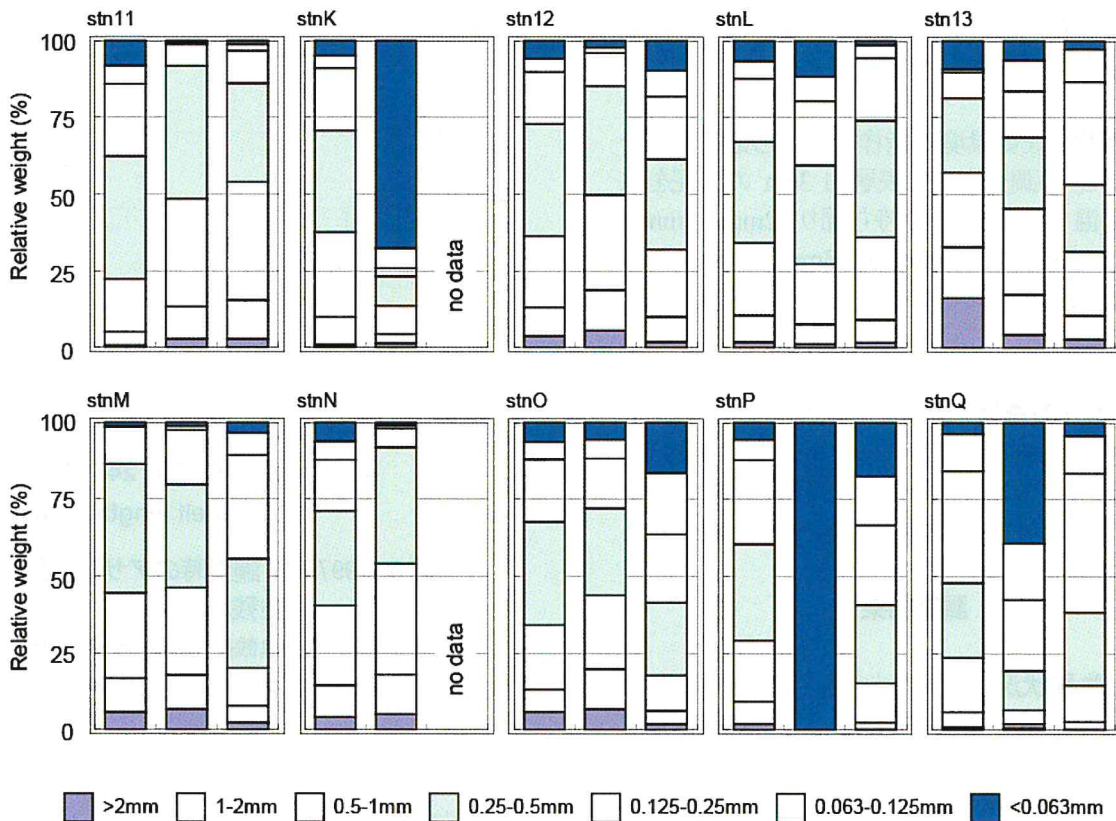 stn11 stnK stn12 stnL stn13
100
75
50
25
0
Relative weight (%)
no data
stnM stnN stnO stnP stnQ
100
75
50
25
0
Relative weight (%)
no data
>2mm 1-2mm 0.5-1mm 0.25-0.5mm 0.125-0.25mm 0.063-0.125mm <0.063mm